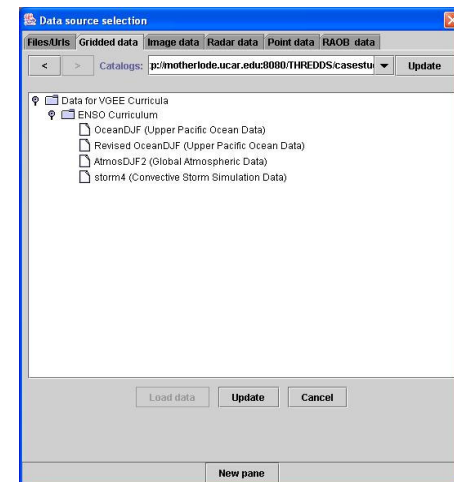 Data source selection
Files/Urls Gridded data Image data Radar data Point data RAOB data
< > Catalogs: p://motherlode.ucar.edu:8080/THREDDS/casestu Update
Data for VGEE Curricula
ENSO Curriculum
OceanDJF (Upper Pacific Ocean Data)
Revised OceanDJF (Upper Pacific Ocean Data)
AtmosDJF2 (Global Atmospheric Data)
storm4 (Convective Storm Simulation Data)
Load data Update Cancel
New pane